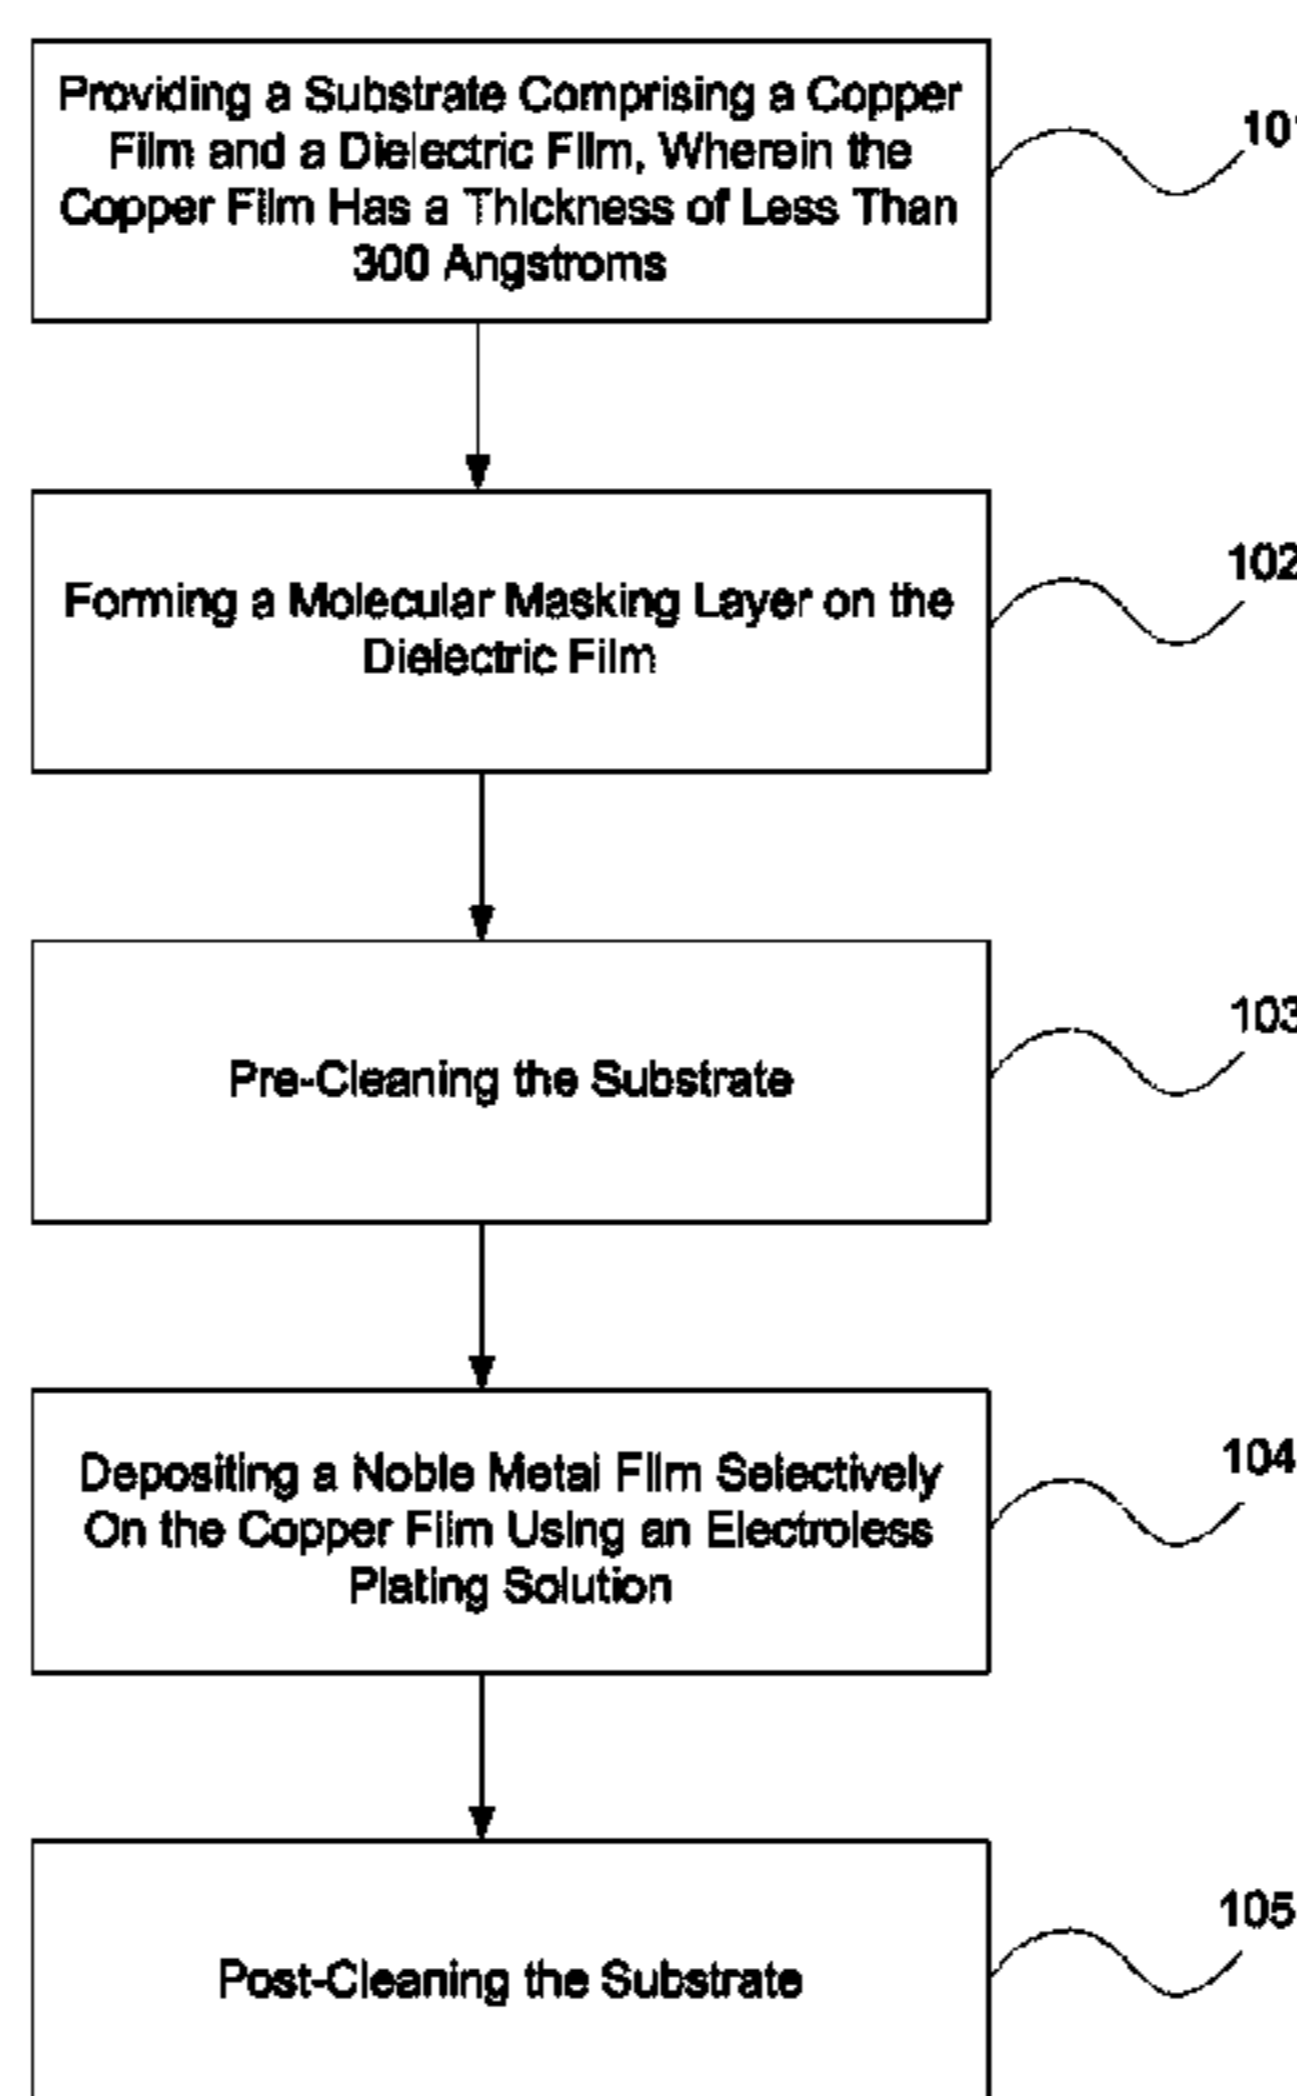 Providing a Substrate Comprising a Copper
Film and a Dielectric Film, Wherein the
Copper Film Has a Thickness of Less Than
300 Angstroms
101
Forming a Molecular Masking Layer on the
Dielectric Film
102
Pre-Cleaning the Substrate
103
Depositing a Noble Metal Film Selectively
On the Copper Film Using an Electroless
Plating Solution
104
Post-Cleaning the Substrate
105